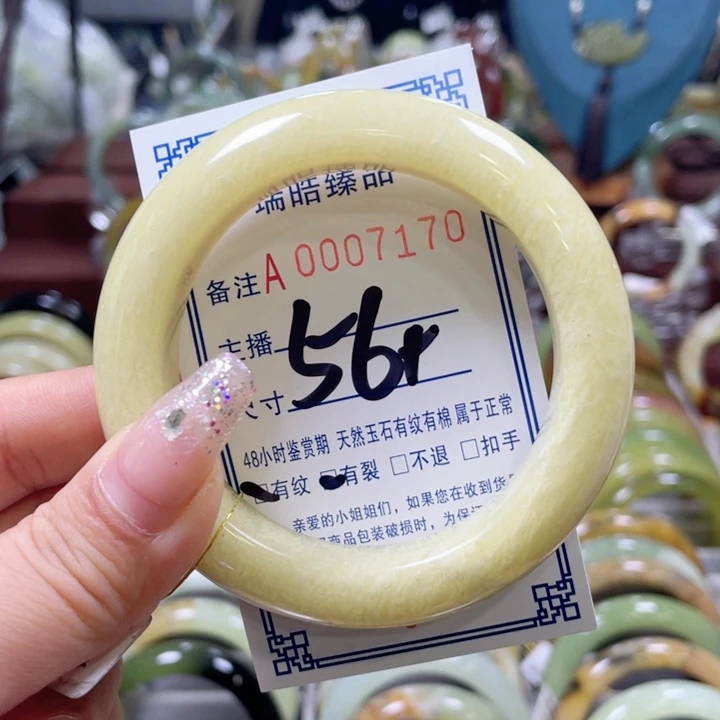 瑞皓臻品
备注A 0007170
主播
尺寸 56r
48小时鉴赏期 天然玉石有纹有棉 属于正常
☐有纹 ☐有裂 ☐不退 ☐扣手
亲爱的小姐姐们，如果您在收到货
商品包装破损时，为保证